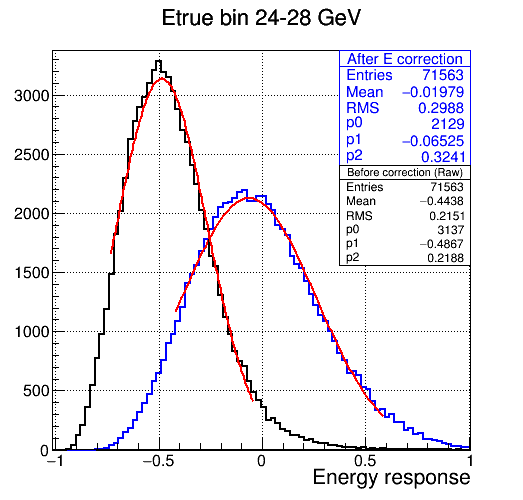 Etrue bin 24-28 GeV
After E correction
Entries 71563
Mean −0.01979
RMS 0.2988
p0 2129
p1 −0.06525
p2 0.3241
Before correction (Raw)
Entries 71563
Mean −0.4438
RMS 0.2151
p0 3137
p1 −0.4867
p2 0.2188
3000
2500
2000
1500
1000
500
0
−1 −0.5 0 0.5 1
Energy response